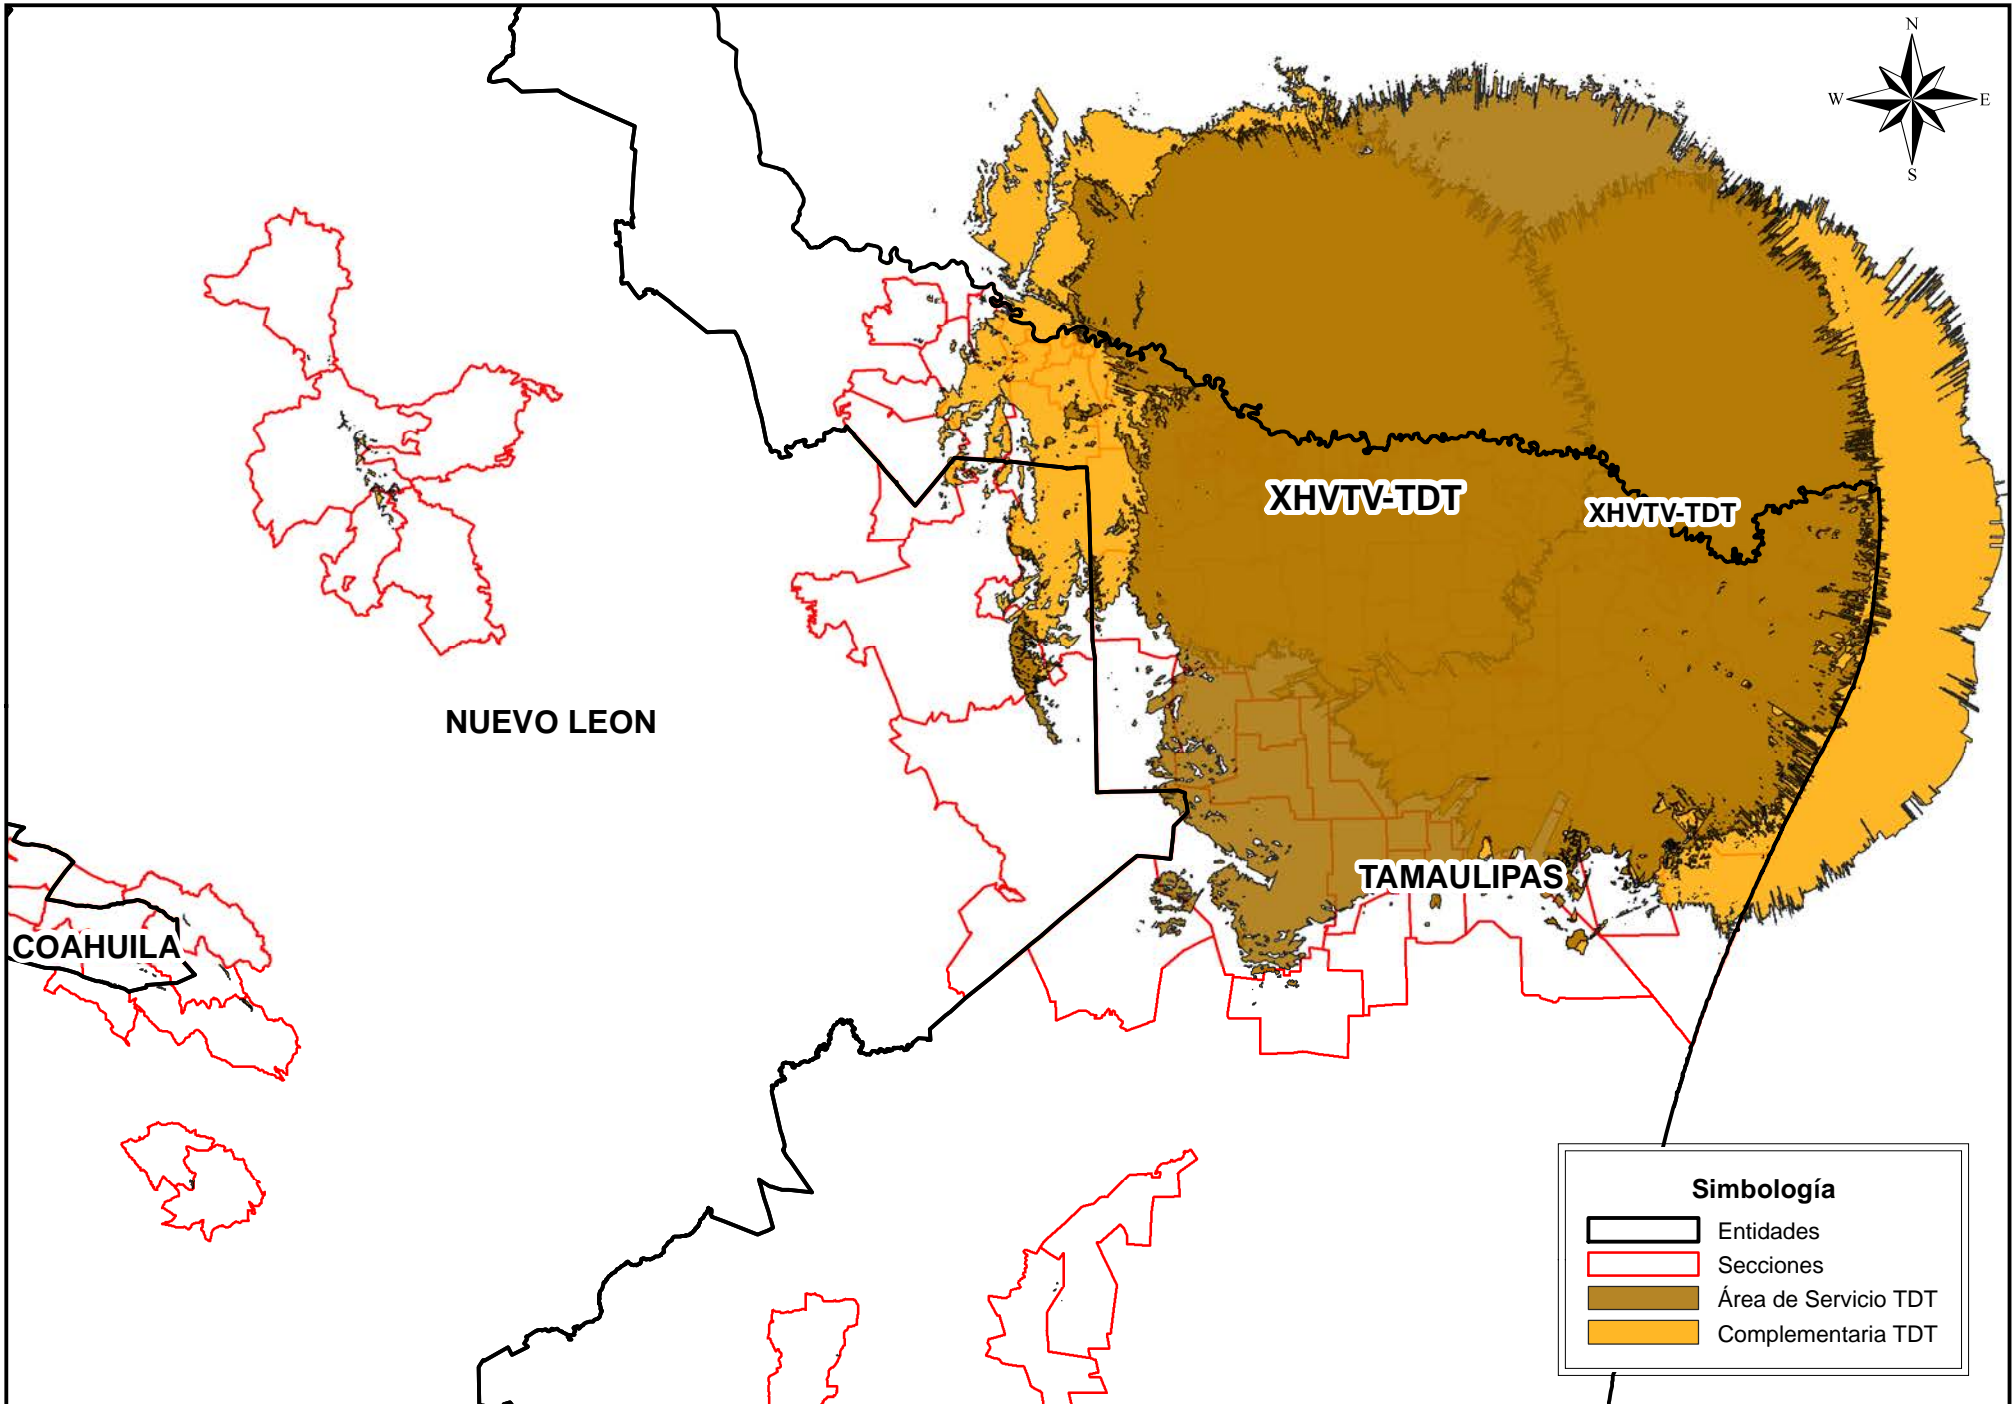 N
W
E
S
XHVTV-TDT
XHVTV-TDT
NUEVO LEON
TAMAULIPAS
COAHUILA
Simbología
Entidades
Secciones
Área de Servicio TDT
Complementaria TDT